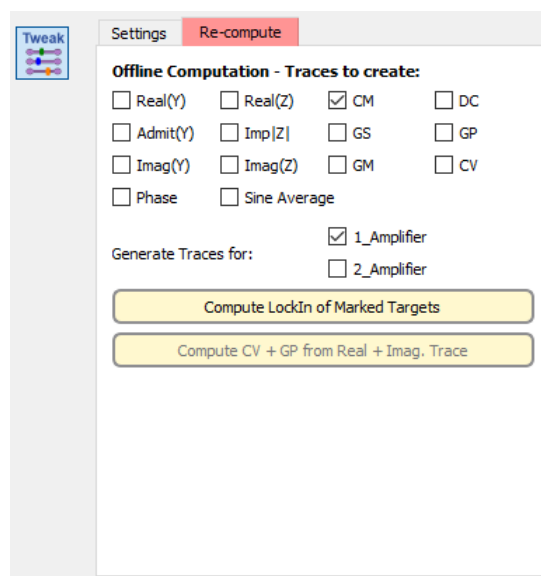 Tweak
Settings Re-compute
Offline Computation - Traces to create:
Real(Y) Real(Z) CM DC
Admit(Y) Imp|Z| GS GP
Imag(Y) Imag(Z) GM CV
Phase Sine Average
Generate Traces for:
1_Amplifier
2_Amplifier
Compute LockIn of Marked Targets
Compute CV + GP from Real + Imag. Trace